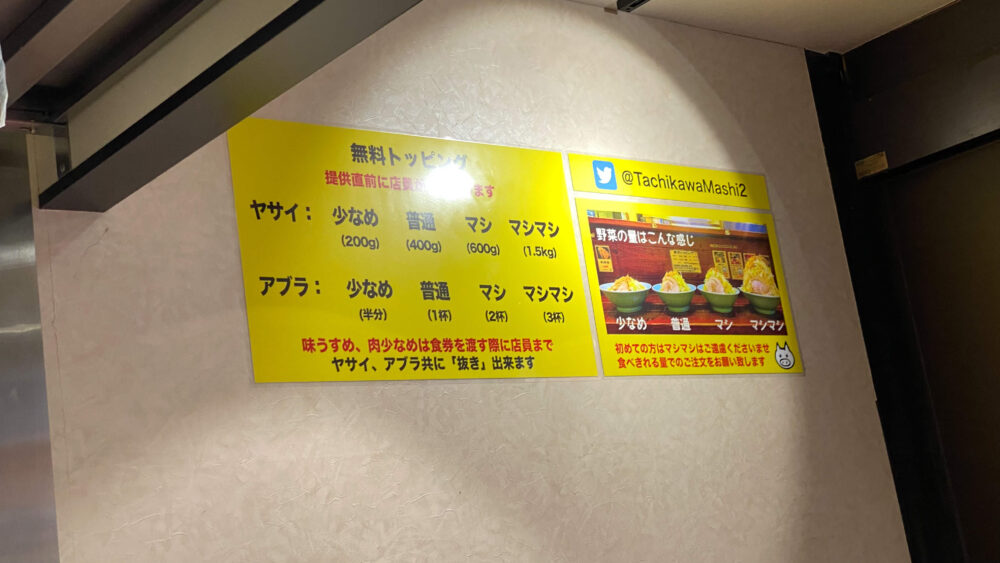 無料トッピング
提供直前に店員が ます
ヤサイ： 少なめ 普通 マシ マシマシ
(200g) (400g) (600g) (1.5kg)
アブラ： 少なめ 普通 マシ マシマシ
(半分) (1杯) (2杯) (3杯)
味うすめ、肉少なめは食券を渡す際に店員まで
ヤサイ、アブラ共に「抜き」出来ます
@TachikawaMashi2
野菜の量はこんな感じ
少なめ 普通 マシ マシマシ
初めての方はマシマシはご遠慮くださいませ
食べきれる量でのご注文をお願い致します